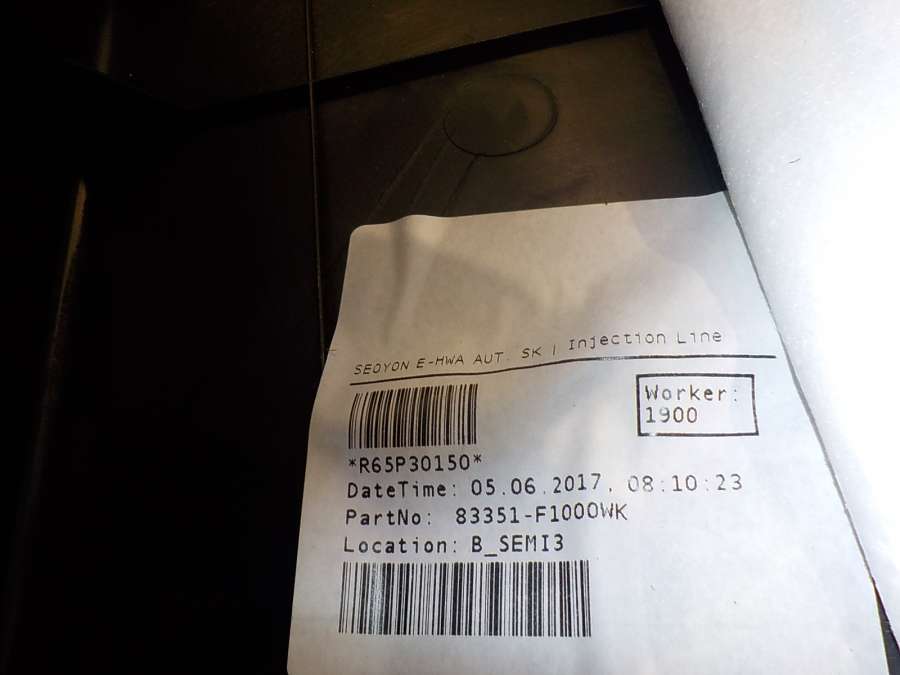 SEOYON E-HWA AUT. SK | Injection Line
Worker:
1900
*R65P30150*
DateTime: 05.06.2017, 08:10:23
PartNo: 83351-F1000WK
Location: B_SEMI3